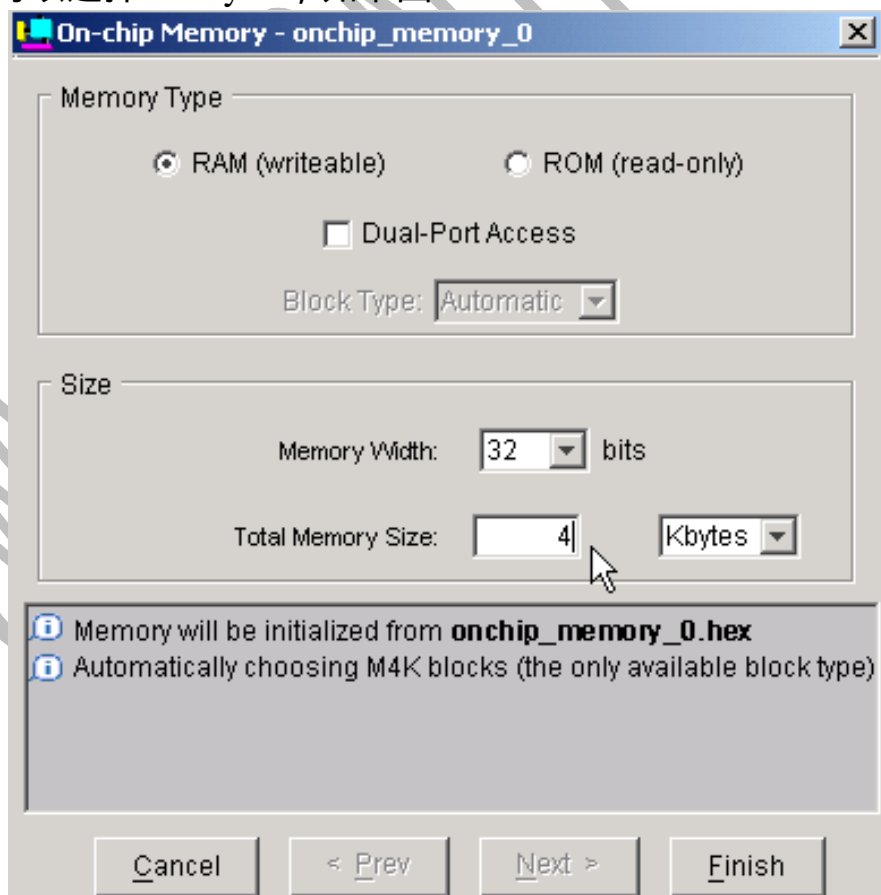 On-chip Memory - onchip_memory_0
Memory Type
RAM (writeable) ROM (read-only)
Dual-Port Access
Block Type: Automatic
Size
Memory Width: 32 bits
Total Memory Size: 4 Kbytes
Memory will be initialized from onchip_memory_0.hex
Automatically choosing M4K blocks (the only available block type)
Cancel < Prev Next > Finish